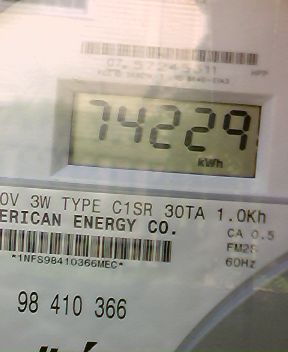 74229
kWh
0V 3W TYPE C1SR 30TA 1.0Kh
ERICAN ENERGY CO.
CA 0.5
FM2S
60Hz
*1NFS98410366MEC*
98 410 366